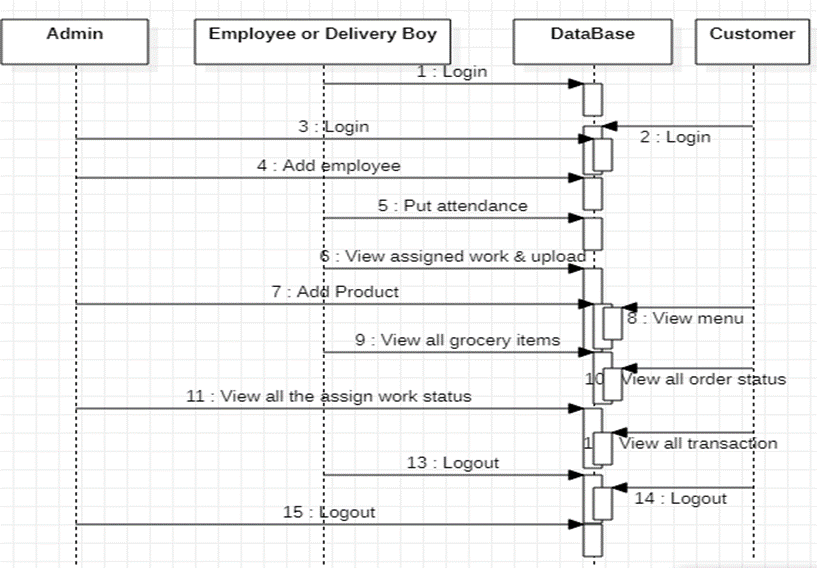 Admin
Employee or Delivery Boy
DataBase
Customer
1 : Login
3 : Login
2 : Login
4 : Add employee
5 : Put attendance
6 : View assigned work & upload
7 : Add Product
8 : View menu
9 : View all grocery items
10 View all order status
11 : View all the assign work status
1 View all transaction
13 : Logout
14 : Logout
15 : Logout